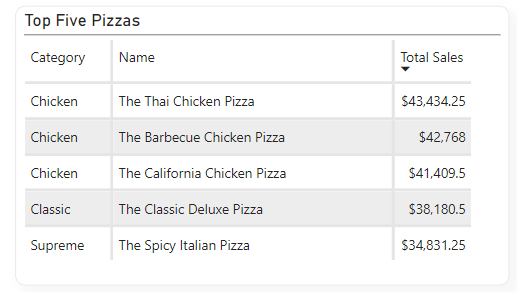 Top Five Pizzas
Category Name Total Sales
Chicken The Thai Chicken Pizza $43,434.25
Chicken The Barbecue Chicken Pizza $42,768
Chicken The California Chicken Pizza $41,409.5
Classic The Classic Deluxe Pizza $38,180.5
Supreme The Spicy Italian Pizza $34,831.25